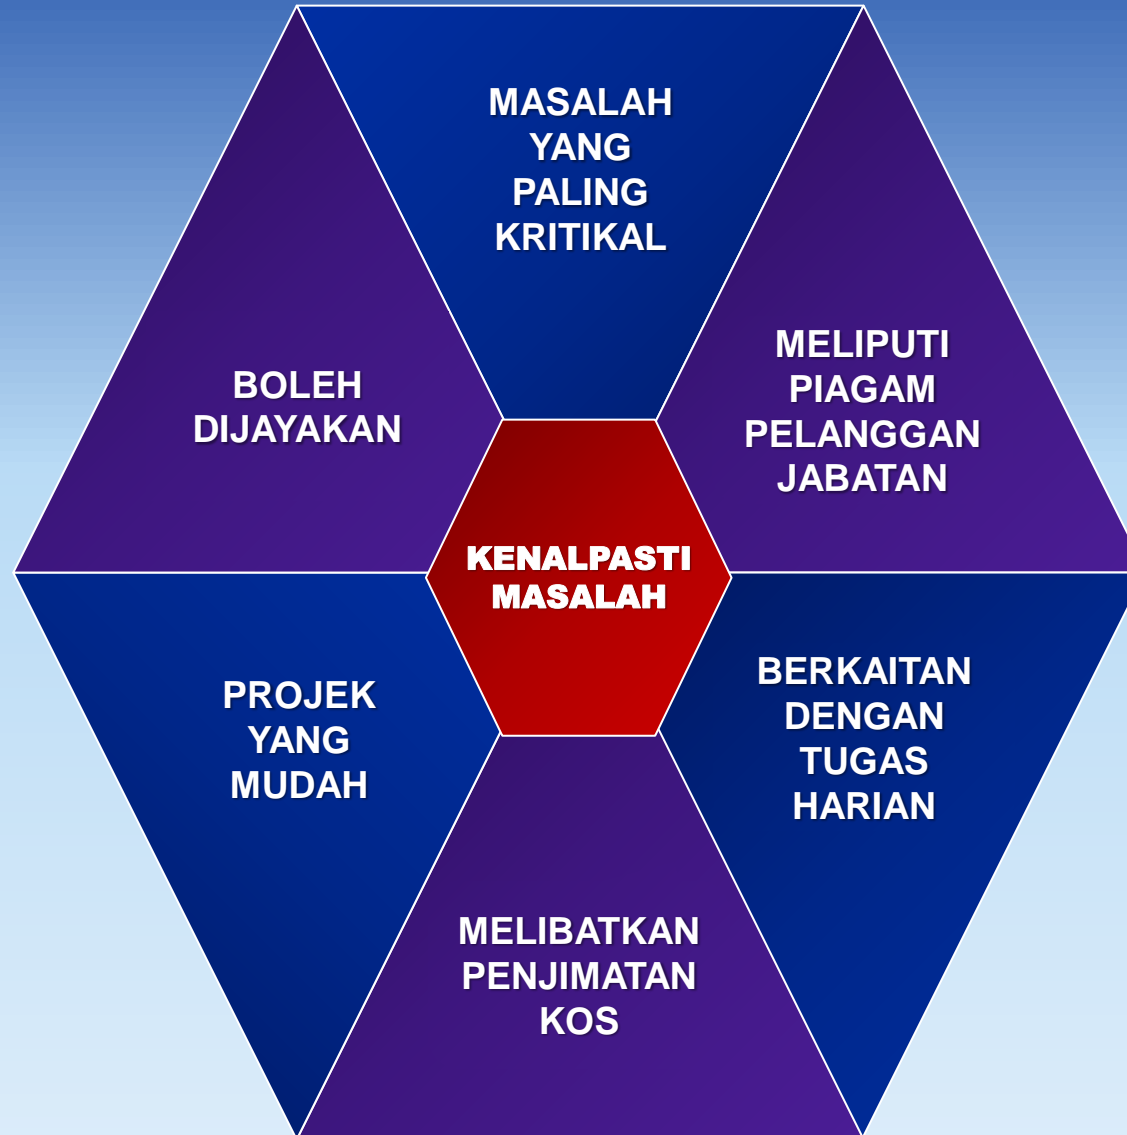 MASALAH
YANG
PALING
KRITIKAL
MELIPUTI
PIAGAM
PELANGGAN
JABATAN
BOLEH
DIJAYAKAN
KENALPASTI
MASALAH
BERKAITAN
DENGAN
TUGAS
HARIAN
PROJEK
YANG
MUDAH
MELIBATKAN
PENJIMATAN
KOS